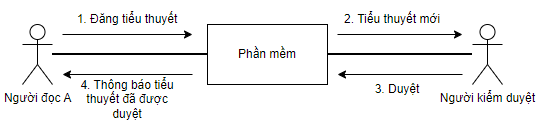 1. Đăng tiểu thuyết
2. Tiểu thuyết mới
Phần mềm
4. Thông báo tiểu
thuyết đã được
duyệt
3. Duyệt
Người đọc A
Người kiểm duyệt